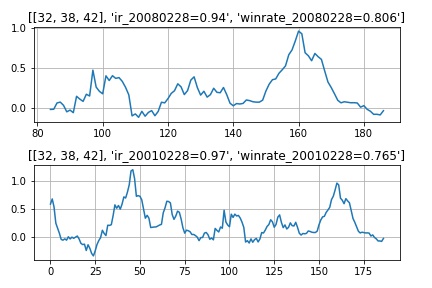 [[32, 38, 42], 'ir_20080228=0.94', 'winrate_20080228=0.806']
1.0
0.5
0.0
80 100 120 140 160 180
[[32, 38, 42], 'ir_20010228=0.97', 'winrate_20010228=0.765']
1.0
0.5
0.0
0 25 50 75 100 125 150 175